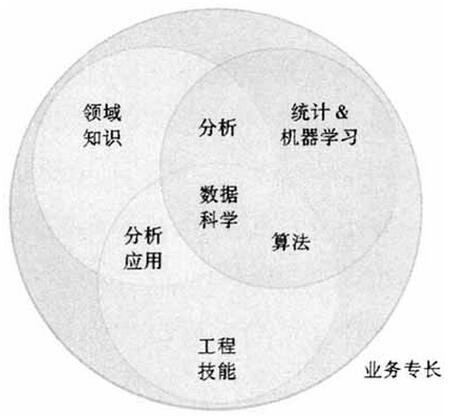 领域
知识
分析
统计 &
机器学习
数据
科学
分析
应用
算法
工程
技能
业务专长